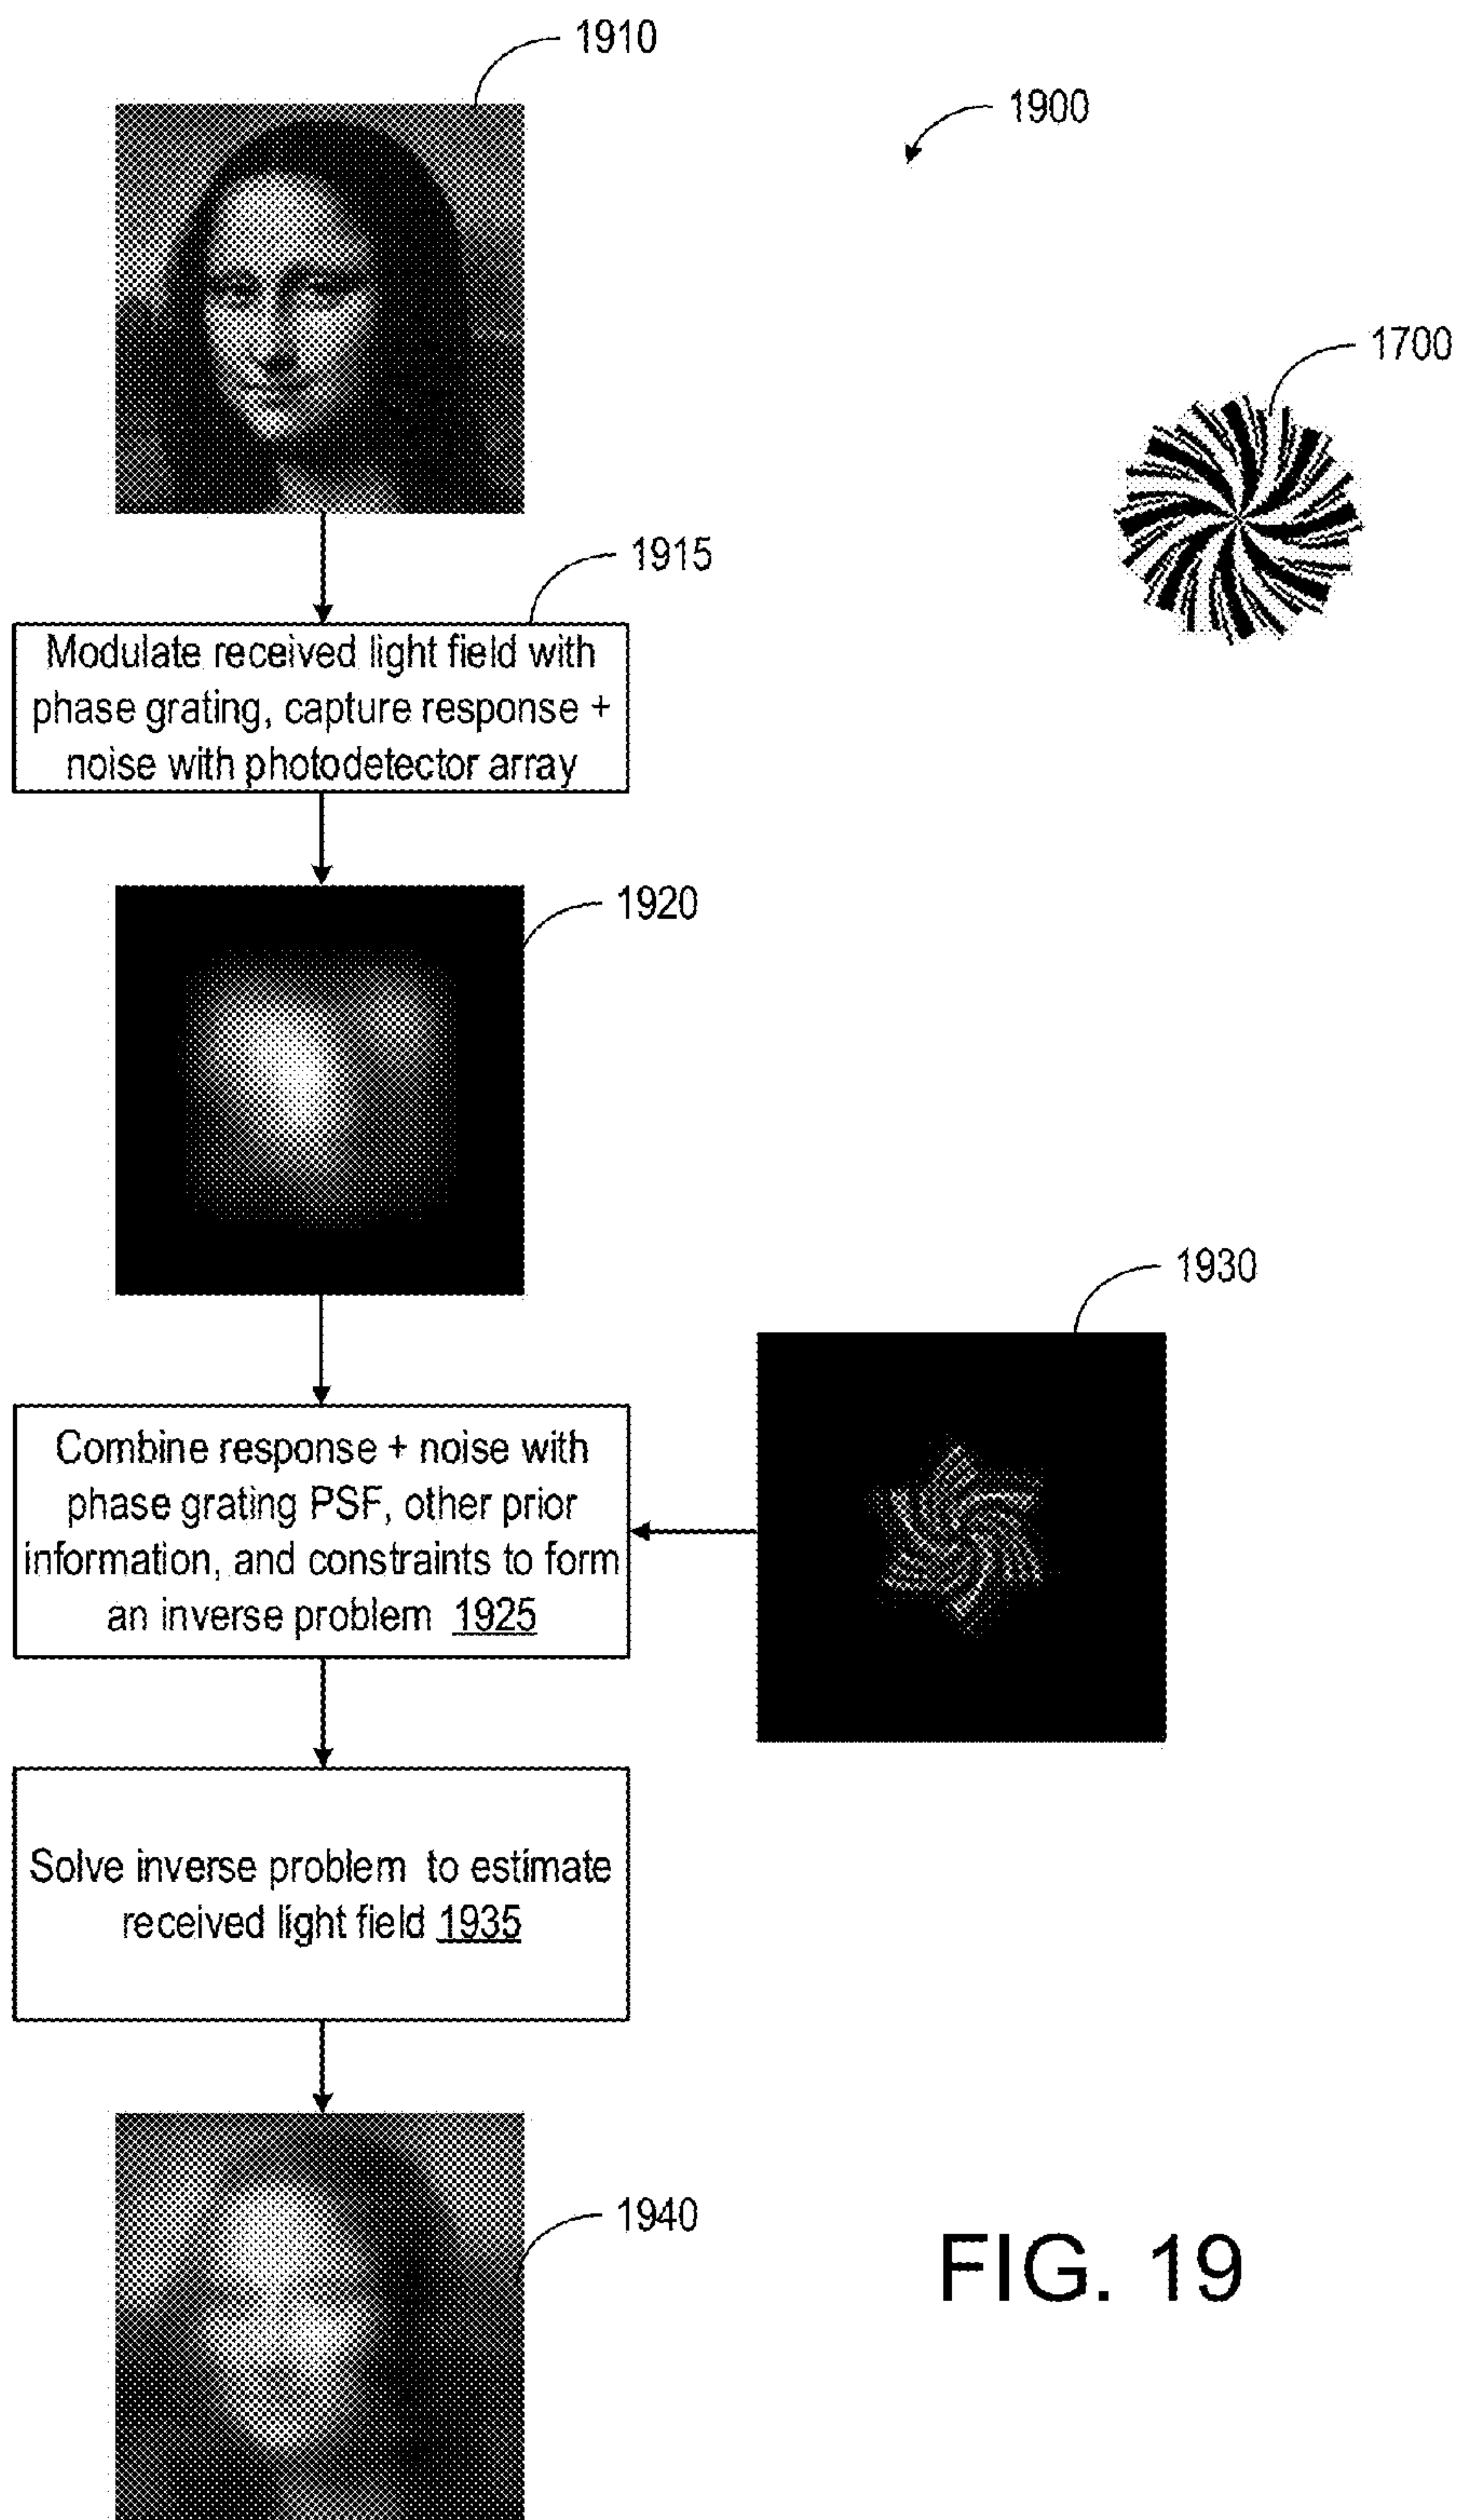 1910
1900
1700
1915
Modulate received light field with
phase grating, capture response +
noise with photodetector array
1920
1930
Combine response + noise with
phase grating PSF, other prior
information, and constraints to form
an inverse problem 1925
Solve inverse problem to estimate
received light field 1935
1940
FIG. 19